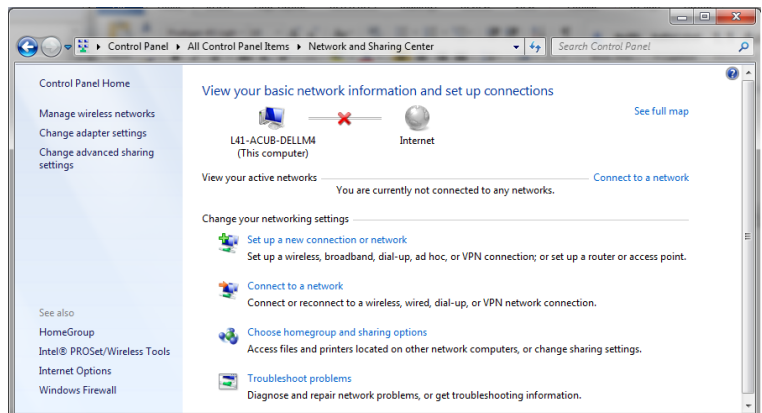 Control Panel ▸ All Control Panel Items ▸ Network and Sharing Center
Search Control Panel
Control Panel Home
Manage wireless networks
Change adapter settings
Change advanced sharing
settings
See also
HomeGroup
Intel® PROSet/Wireless Tools
Internet Options
Windows Firewall
View your basic network information and set up connections
See full map
L41-ACUB-DELLM4
(This computer)
Internet
View your active networks
Connect to a network
You are currently not connected to any networks.
Change your networking settings
Set up a new connection or network
Set up a wireless, broadband, dial-up, ad hoc, or VPN connection; or set up a router or access point.
Connect to a network
Connect or reconnect to a wireless, wired, dial-up, or VPN network connection.
Choose homegroup and sharing options
Access files and printers located on other network computers, or change sharing settings.
Troubleshoot problems
Diagnose and repair network problems, or get troubleshooting information.